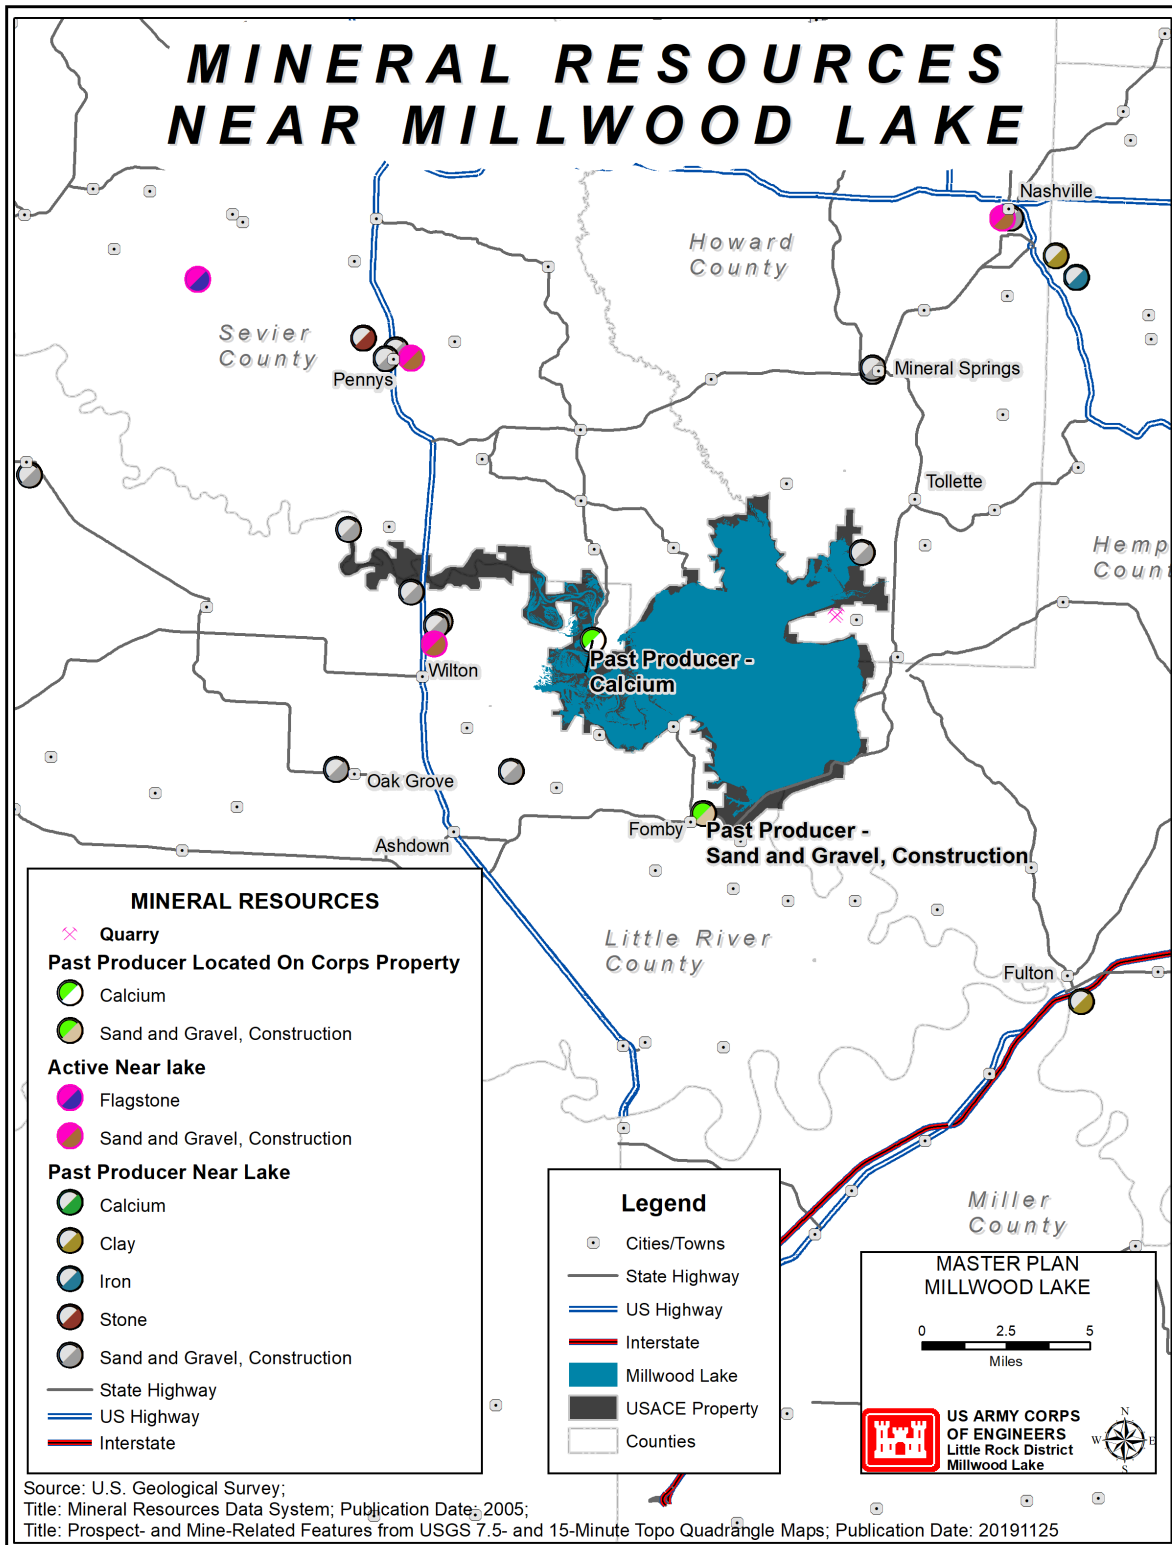 MINERAL RESOURCES
NEAR MILLWOOD LAKE
Nashville
Howard
County
Sevier
County
Pennys
Mineral Springs
Tollette
Hemp
Count
Past Producer -
Calcium
Wilton
Oak Grove
Ashdown
Fomby
Past Producer -
Sand and Gravel, Construction
Little River
County
Fulton
Miller
County
MINERAL RESOURCES
Quarry
Past Producer Located On Corps Property
Calcium
Sand and Gravel, Construction
Active Near lake
Flagstone
Sand and Gravel, Construction
Past Producer Near Lake
Calcium
Clay
Iron
Stone
Sand and Gravel, Construction
State Highway
US Highway
Interstate
Legend
Cities/Towns
State Highway
US Highway
Interstate
Millwood Lake
USACE Property
Counties
MASTER PLAN
MILLWOOD LAKE
0 2.5 5
Miles
US ARMY CORPS
OF ENGINEERS
Little Rock District
Millwood Lake
N
W E
S
Source: U.S. Geological Survey;
Title: Mineral Resources Data System; Publication Date: 2005;
Title: Prospect- and Mine-Related Features from USGS 7.5- and 15-Minute Topo Quadrangle Maps; Publication Date: 20191125